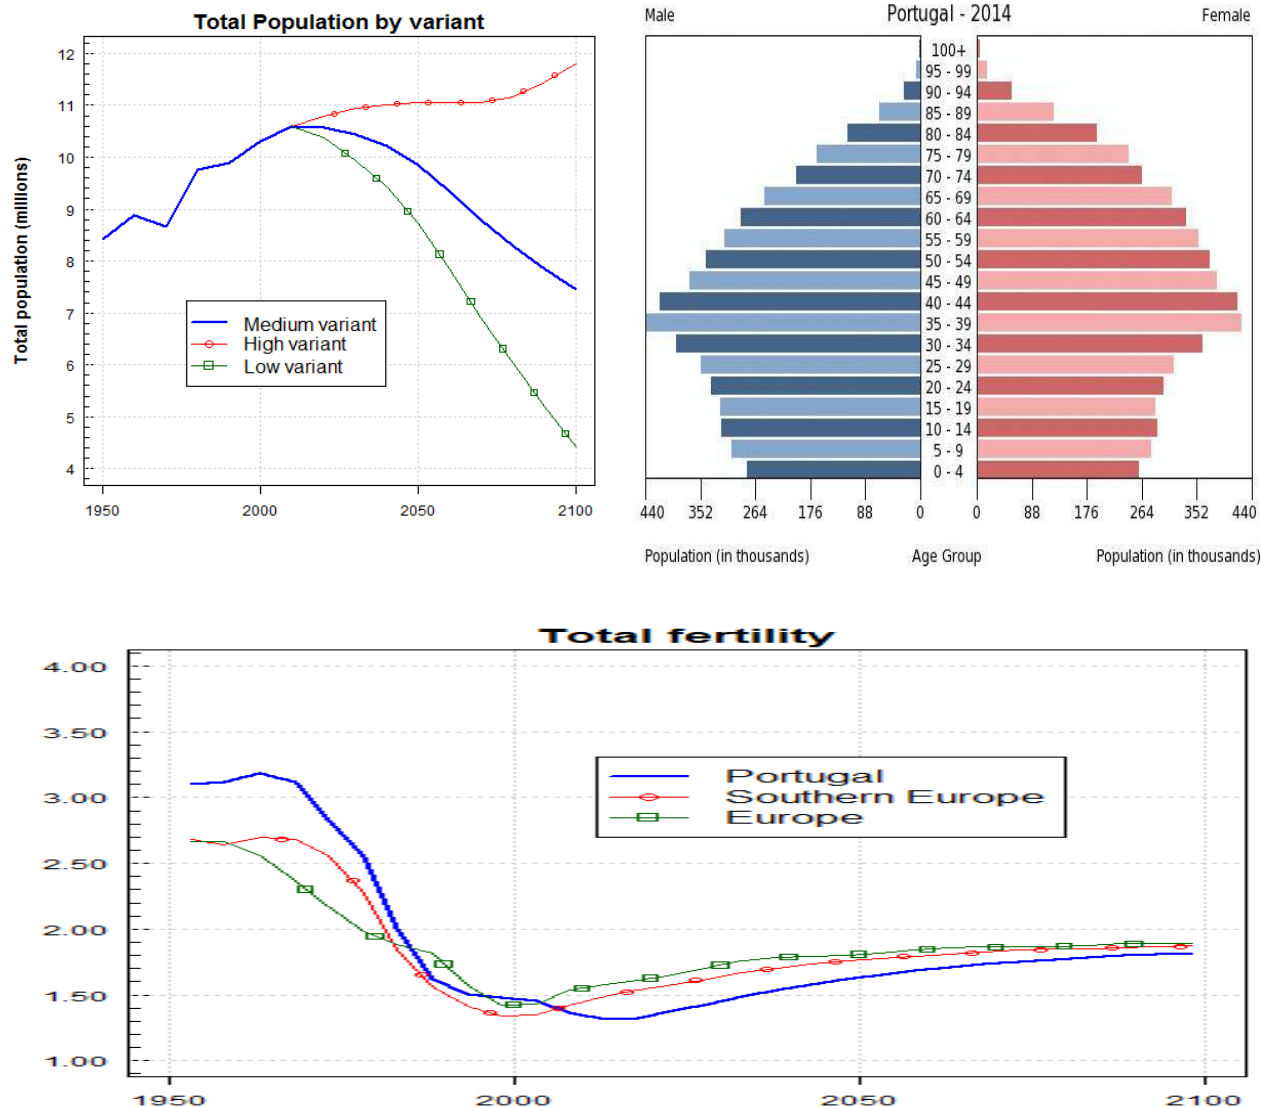 Total Population by variant
Total population (millions)
12
11
10
9
8
7
6
5
4
Medium variant
High variant
Low variant
1950 2000 2050 2100
Male Portugal - 2014 Female
100+
95 - 99
90 - 94
85 - 89
80 - 84
75 - 79
70 - 74
65 - 69
60 - 64
55 - 59
50 - 54
45 - 49
40 - 44
35 - 39
30 - 34
25 - 29
20 - 24
15 - 19
10 - 14
5 - 9
0 - 4
440 352 264 176 88 0 0 88 176 264 352 440
Population (in thousands) Age Group Population (in thousands)
Total fertility
4.00
3.50
3.00
2.50
2.00
1.50
1.00
Portugal
Southern Europe
Europe
1950 2000 2050 2100